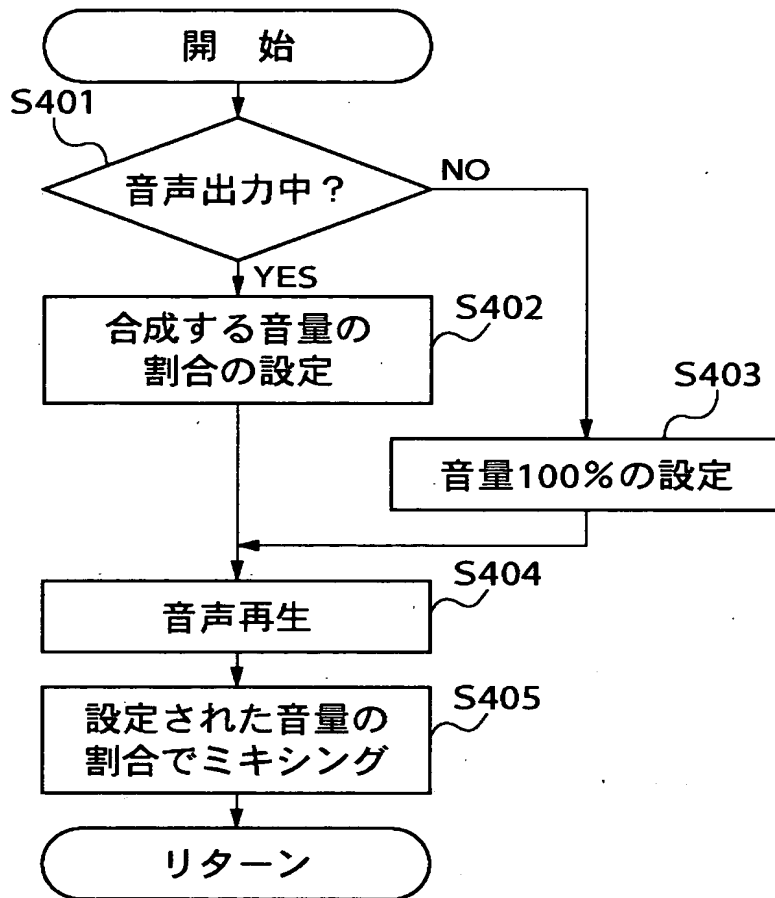 開　始
S401
音声出力中？
NO
YES
合成する音量の
割合の設定
S402
S403
音量100％の設定
S404
音声再生
設定された音量の
割合でミキシング
S405
リターン